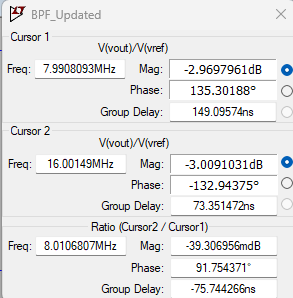 BPF_Updated
Cursor 1
V(vout)/V(vref)
Freq: 7.9908093MHz Mag: -2.9697961dB
Phase: 135.30188°
Group Delay: 149.09574ns
Cursor 2
V(vout)/V(vref)
Freq: 16.00149MHz Mag: -3.0091031dB
Phase: -132.94375°
Group Delay: 73.351472ns
Ratio (Cursor2 / Cursor1)
Freq: 8.0106807MHz Mag: -39.306956mdB
Phase: 91.754371°
Group Delay: -75.744266ns